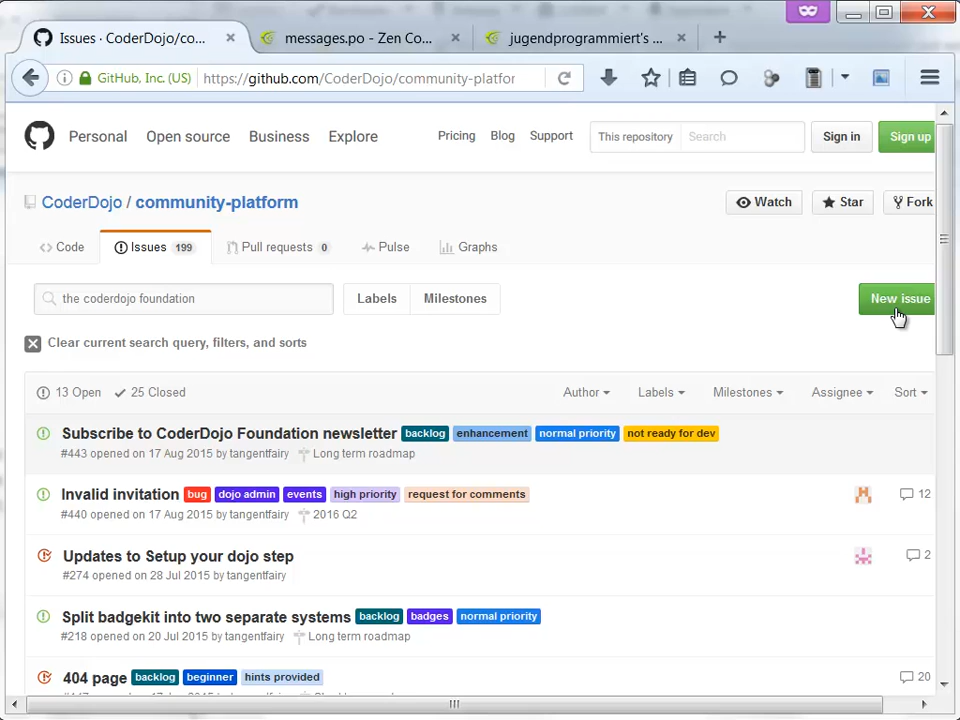 Issues · CoderDojo/co...
messages.po - Zen Co...
jugendprogrammiert's ...
GitHub, Inc. (US)
https://github.com/CoderDojo/community-platfor
Personal
Open source
Business
Explore
Pricing
Blog
Support
This repository
Search
Sign in
Sign up
CoderDojo / community-platform
Watch
Star
Fork
Code
Issues 199
Pull requests 0
Pulse
Graphs
the coderdojo foundation
Labels
Milestones
New issue
Clear current search query, filters, and sorts
13 Open
25 Closed
Author
Labels
Milestones
Assignee
Sort
Subscribe to CoderDojo Foundation newsletter backlog enhancement normal priority not ready for dev
#443 opened on 17 Aug 2015 by tangentfairy Long term roadmap
Invalid invitation bug dojo admin events high priority request for comments 12
#440 opened on 17 Aug 2015 by tangentfairy 2016 Q2
Updates to Setup your dojo step 2
#274 opened on 28 Jul 2015 by tangentfairy
Split badgekit into two separate systems backlog badges normal priority
#218 opened on 20 Jul 2015 by tangentfairy Long term roadmap
404 page backlog beginner hints provided 20